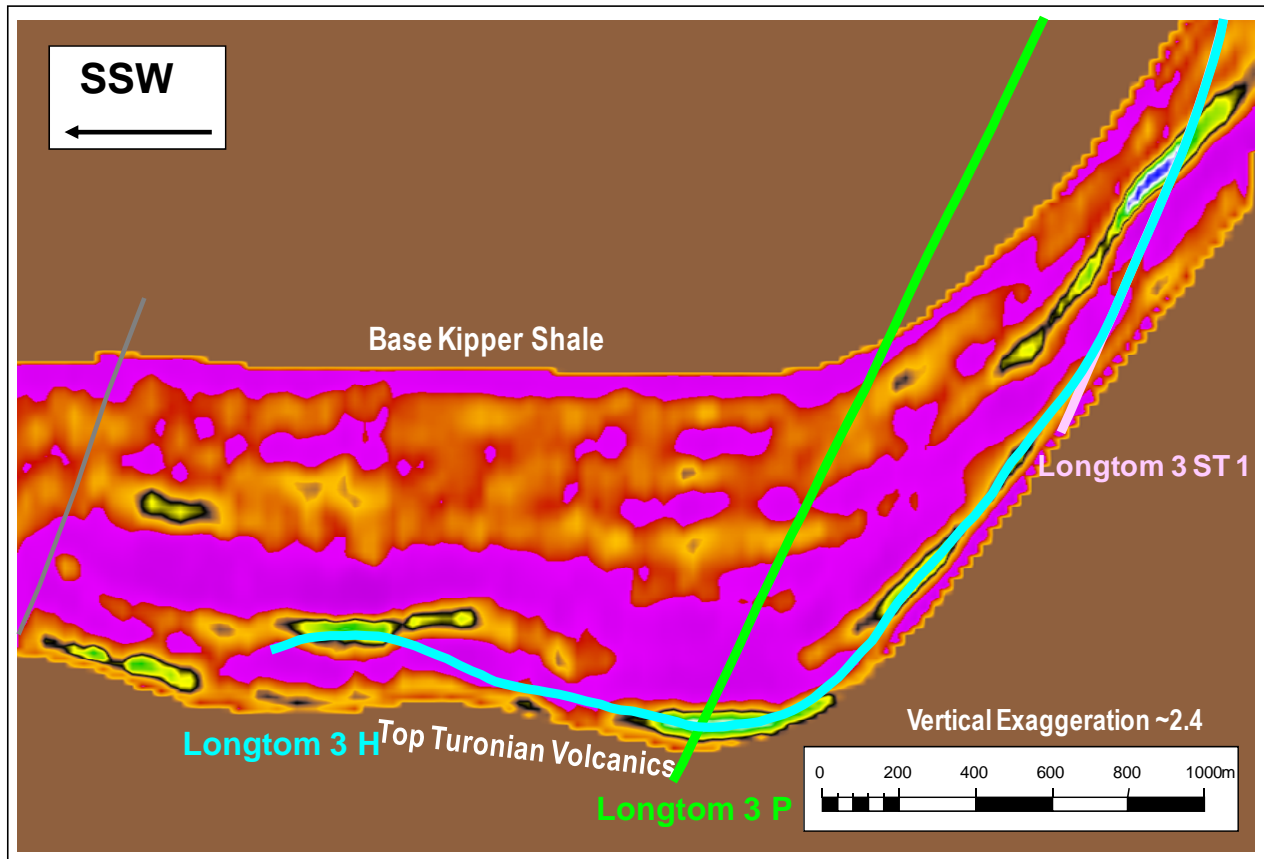 SSW
Base Kipper Shale
Longtom 3 ST 1
Vertical Exaggeration ~2.4
Longtom 3 H
Top Turonian Volcanics
0 200 400 600 800 1000m
Longtom 3 P